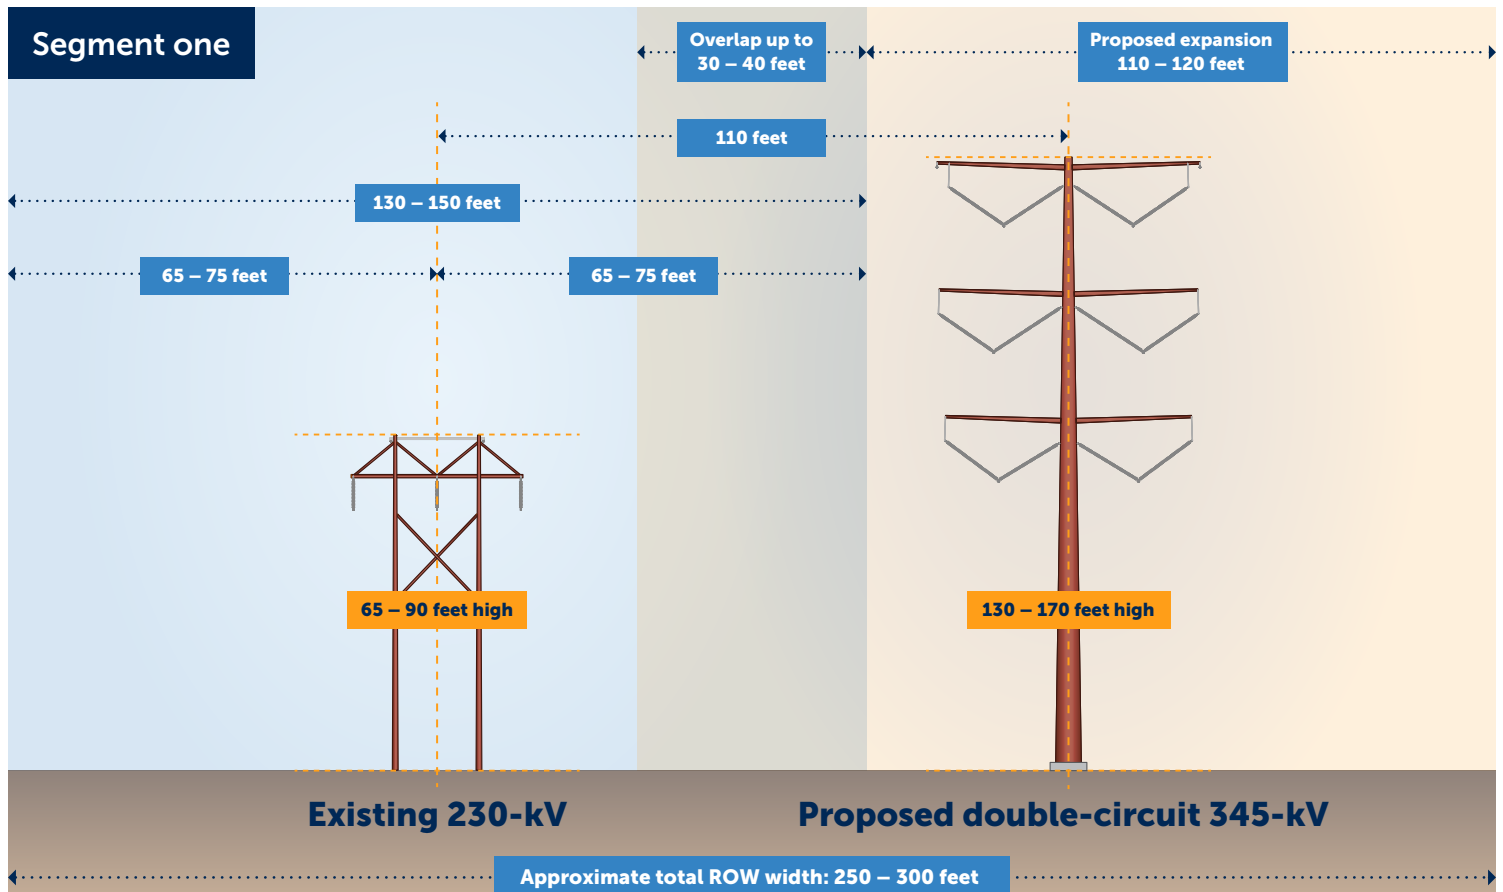 Segment one
Overlap up to
30 – 40 feet
Proposed expansion
110 – 120 feet
110 feet
130 – 150 feet
65 – 75 feet
65 – 75 feet
65 – 90 feet high
130 – 170 feet high
Existing 230-kV
Proposed double-circuit 345-kV
Approximate total ROW width: 250 – 300 feet